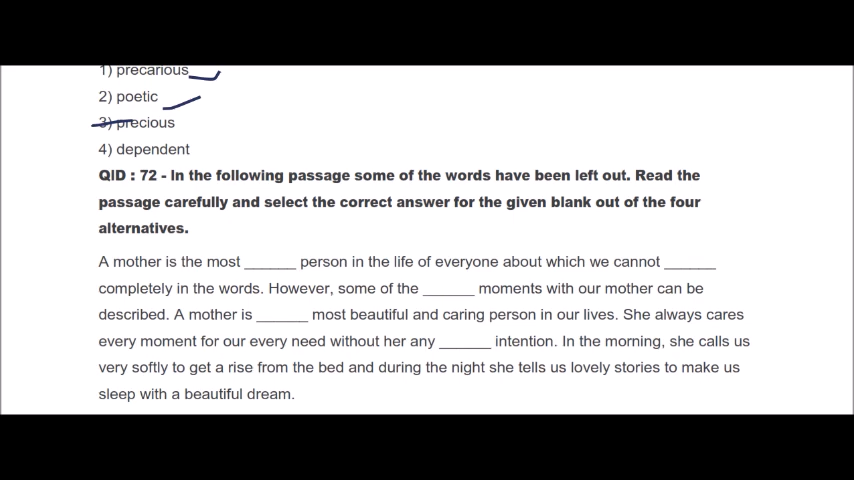 1) precarious
2) poetic
3) precious
4) dependent
QID : 72 - In the following passage some of the words have been left out. Read the
passage carefully and select the correct answer for the given blank out of the four
alternatives.
A mother is the most ______ person in the life of everyone about which we cannot ______
completely in the words. However, some of the ______ moments with our mother can be
described. A mother is ______ most beautiful and caring person in our lives. She always cares
every moment for our every need without her any ______ intention. In the morning, she calls us
very softly to get a rise from the bed and during the night she tells us lovely stories to make us
sleep with a beautiful dream.